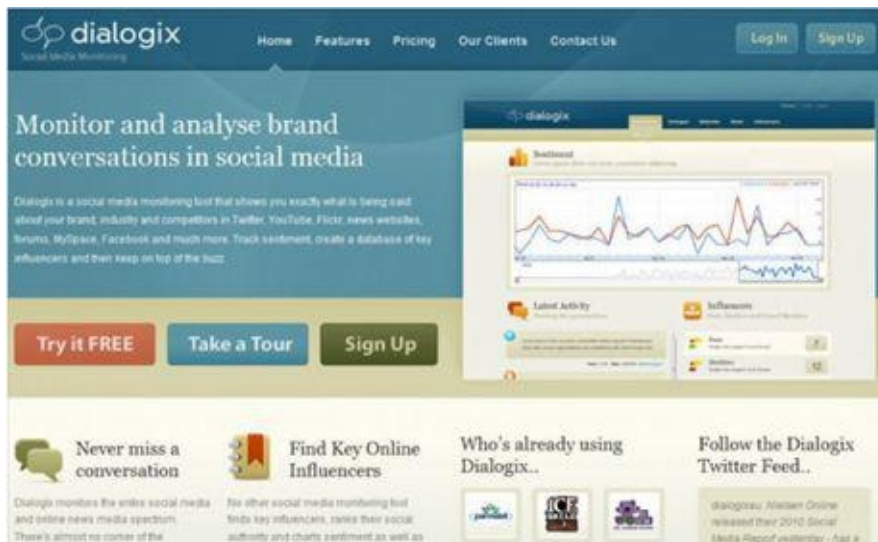 dialogix
Social Media Monitoring
Home Features Pricing Our Clients Contact Us
Log In Sign Up
Monitor and analyse brand
conversations in social media
Dialogix is a social media monitoring tool that shows you exactly what is being said
about your brand, industry and competitors in Twitter, YouTube, Flickr, news websites,
forums, MySpace, Facebook and much more. Track sentiment, create a database of key
influencers and then keep on top of the buzz.
dialogix
Sentiment
Latest Activity
Influencers
Try it FREE Take a Tour Sign Up
Never miss a
conversation
Dialogix monitors the entire social media
and online news media spectrum.
There's almost no corner of the
Find Key Online
Influencers
No other social media monitoring tool
finds key influencers, ranks their social
authority and charts sentiment as well as
Who's already using
Dialogix..
Follow the Dialogix
Twitter Feed..
dialogixau: Nielsen Online
released their 2010 Social
Media Report yesterday - has a